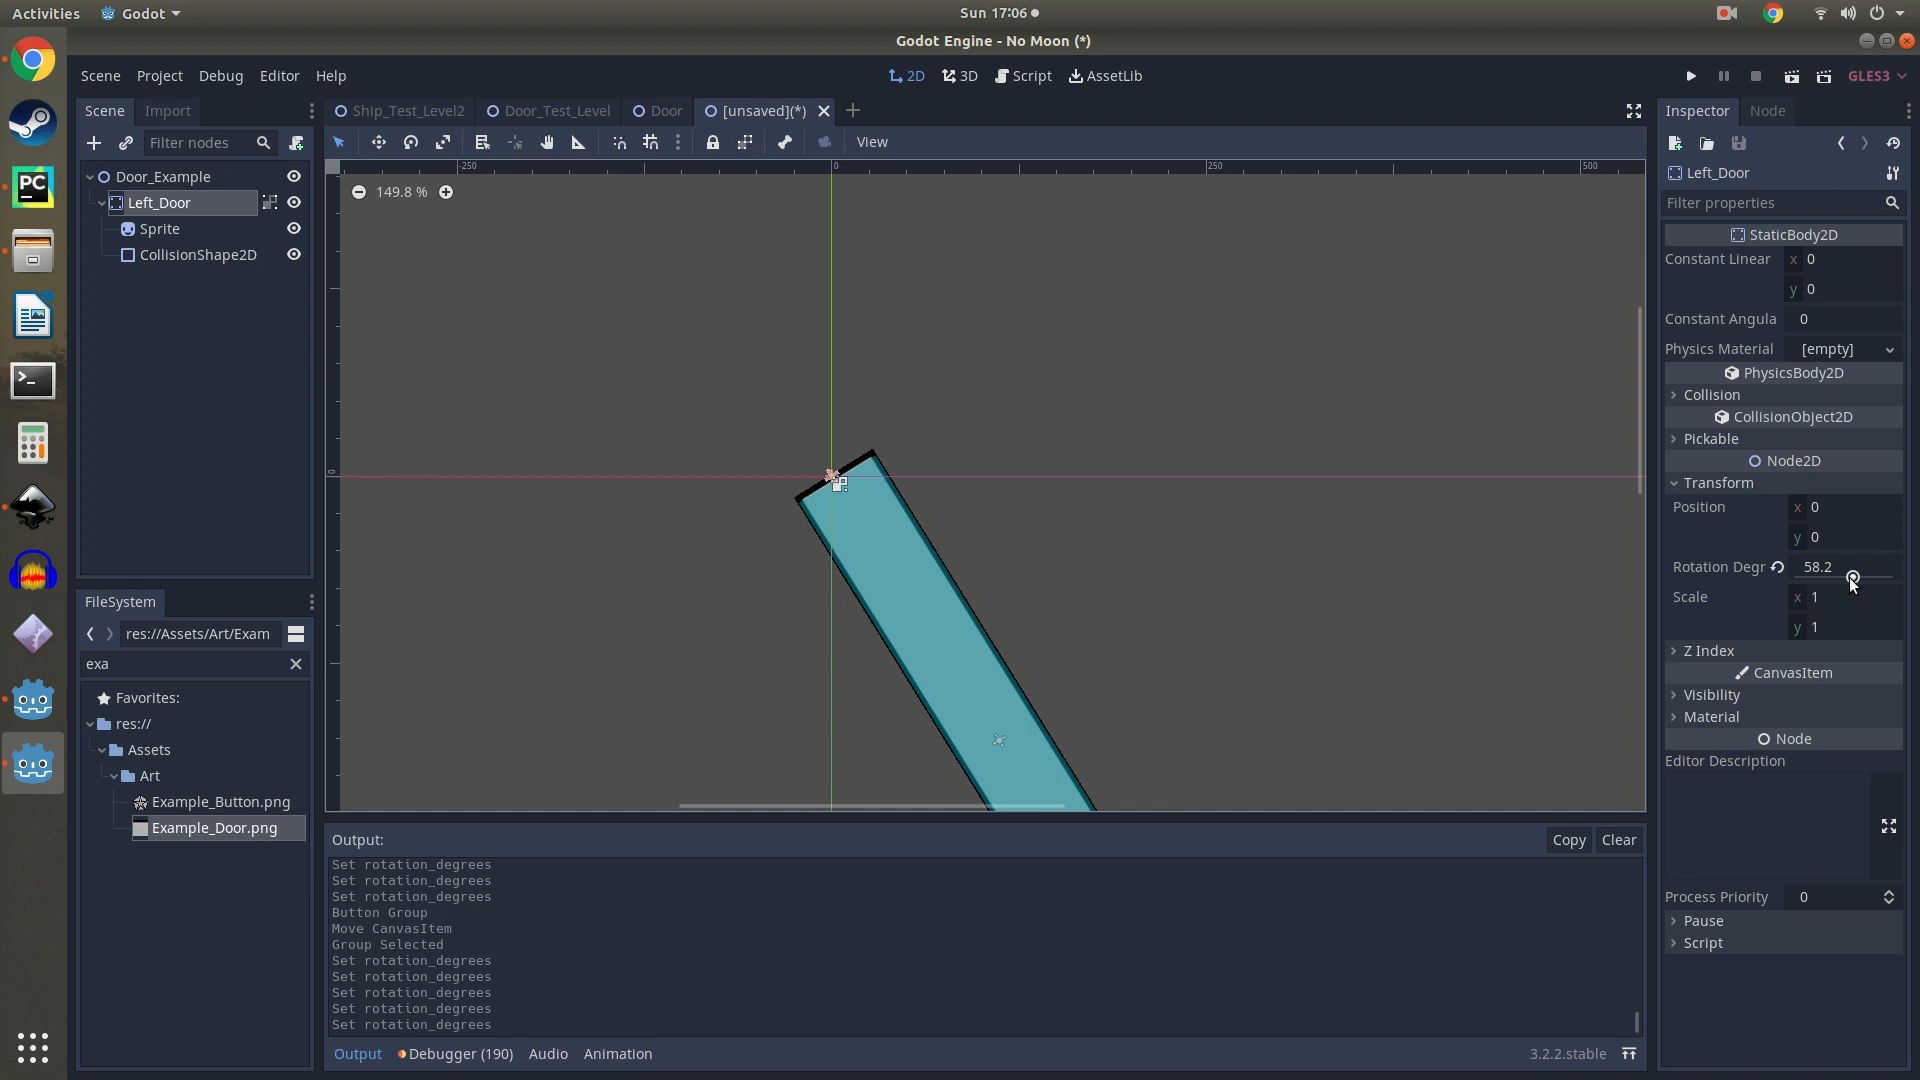 Activities Godot Sun 17:06
Godot Engine - No Moon (*)
Scene Project Debug Editor Help 2D 3D Script AssetLib GLES3
Scene Import Ship_Test_Level2 Door_Test_Level Door [unsaved](*) Inspector Node
Filter nodes View
-250 0 250 500
Door_Example 149.8 % Left_Door
Left_Door Filter properties
Sprite StaticBody2D
CollisionShape2D Constant Linear x 0
y 0
Constant Angula 0
Physics Material [empty]
PhysicsBody2D
Collision
CollisionObject2D
Pickable
Node2D
0
Transform
Position x 0
y 0
Rotation Degr 58.2
Scale x 1
FileSystem
res://Assets/Art/Exam y 1
exa Z Index
CanvasItem
Favorites: Visibility
res:// Material
Assets Node
Editor Description
Art
Example_Button.png
Example_Door.png
Output: Copy Clear
Set rotation_degrees
Set rotation_degrees
Set rotation_degrees Process Priority 0
Button Group Pause
Move CanvasItem Script
Group Selected
Set rotation_degrees
Set rotation_degrees
Set rotation_degrees
Set rotation_degrees
Set rotation_degrees
Output Debugger (190) Audio Animation 3.2.2.stable
PC